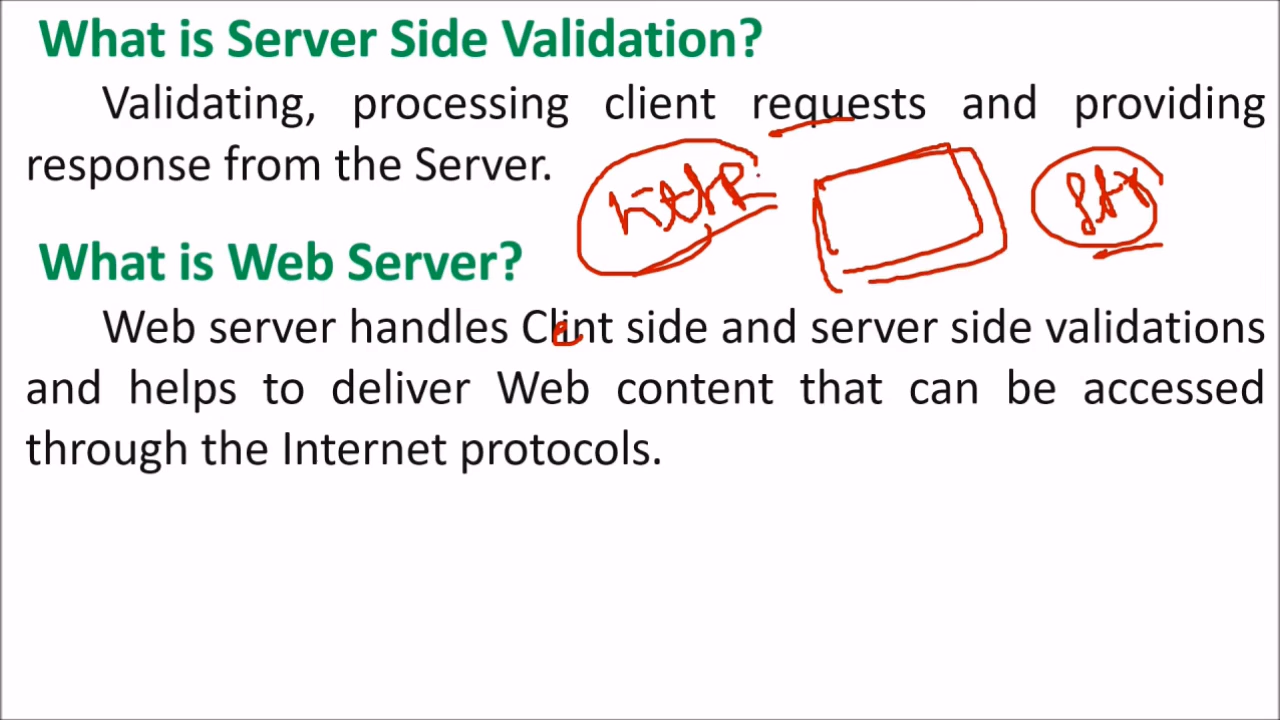 What is Server Side Validation?
Validating, processing client requests and providing
response from the Server.
http
What is Web Server?
Web server handles Clint side and server side validations
and helps to deliver Web content that can be accessed
through the Internet protocols.